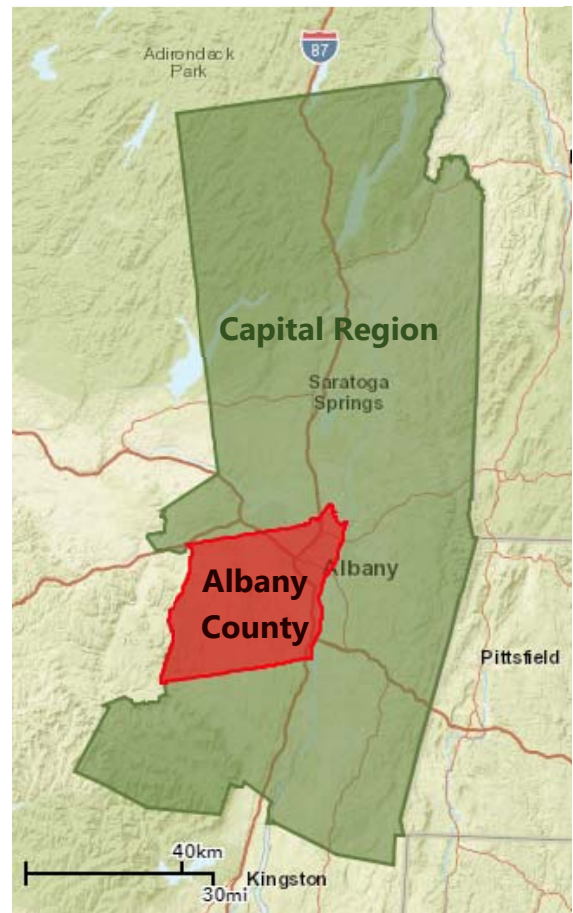 Adirondack
Park
87
Capital Region
Saratoga
Springs
Albany
Albany
County
Pittsfield
40km
30mi
Kingston